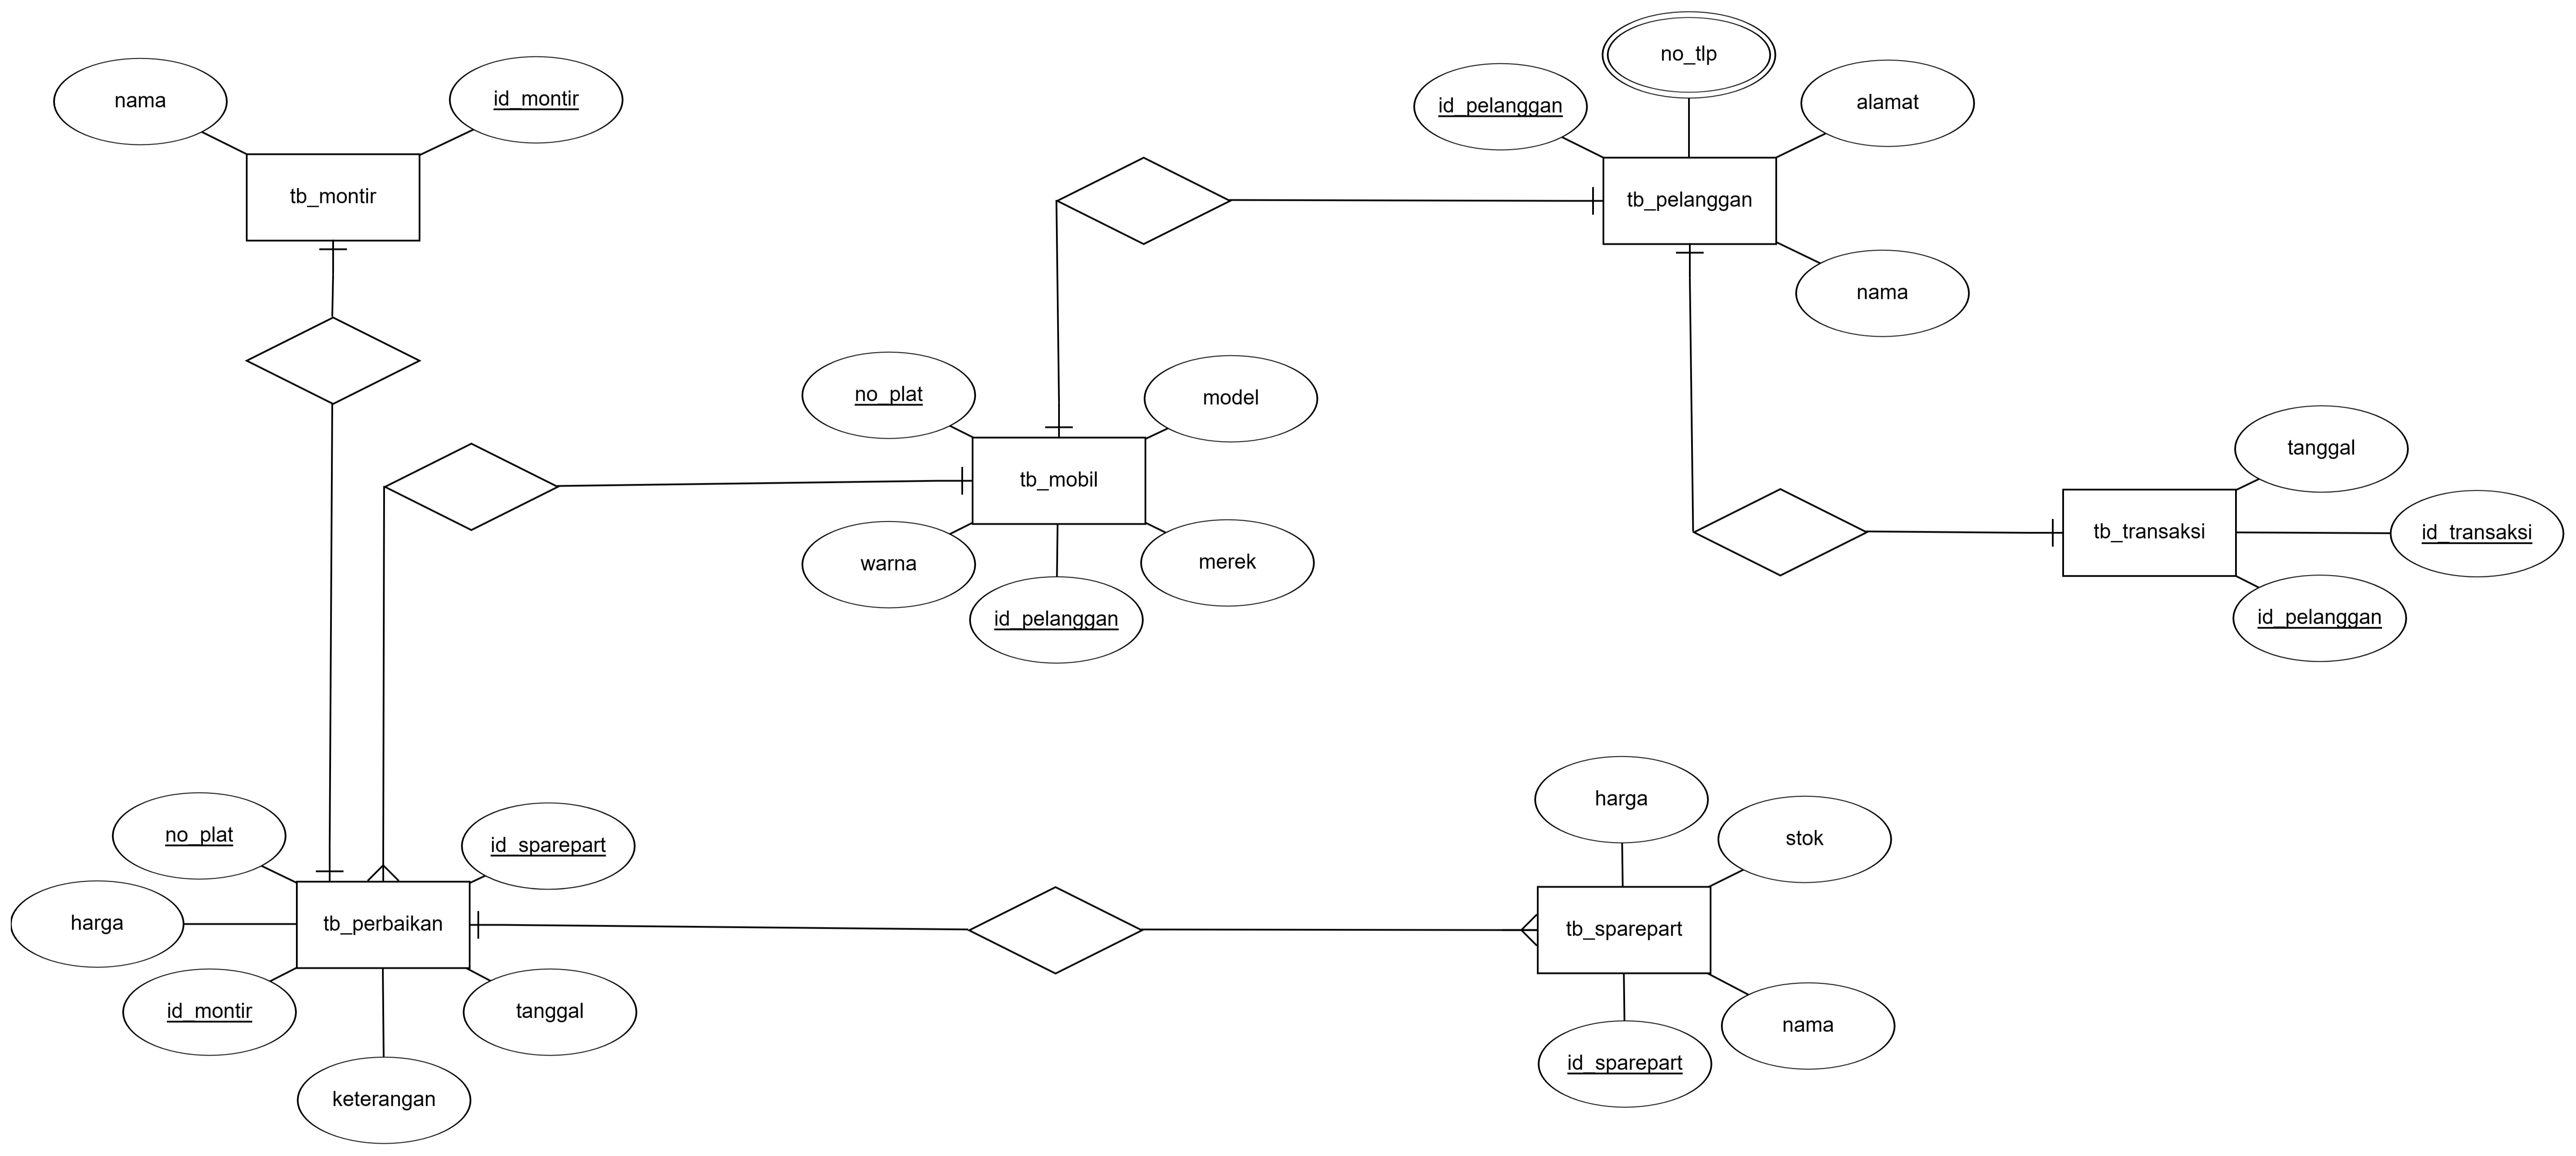 no_tlp
nama
id_montir
id_pelanggan
alamat
tb_montir
tb_pelanggan
nama
no_plat
model
tb_mobil
tanggal
tb_transaksi
id_transaksi
warna
merek
id_pelanggan
id_pelanggan
harga
no_plat
id_sparepart
stok
harga
tb_perbaikan
tb_sparepart
id_montir
tanggal
nama
id_sparepart
keterangan